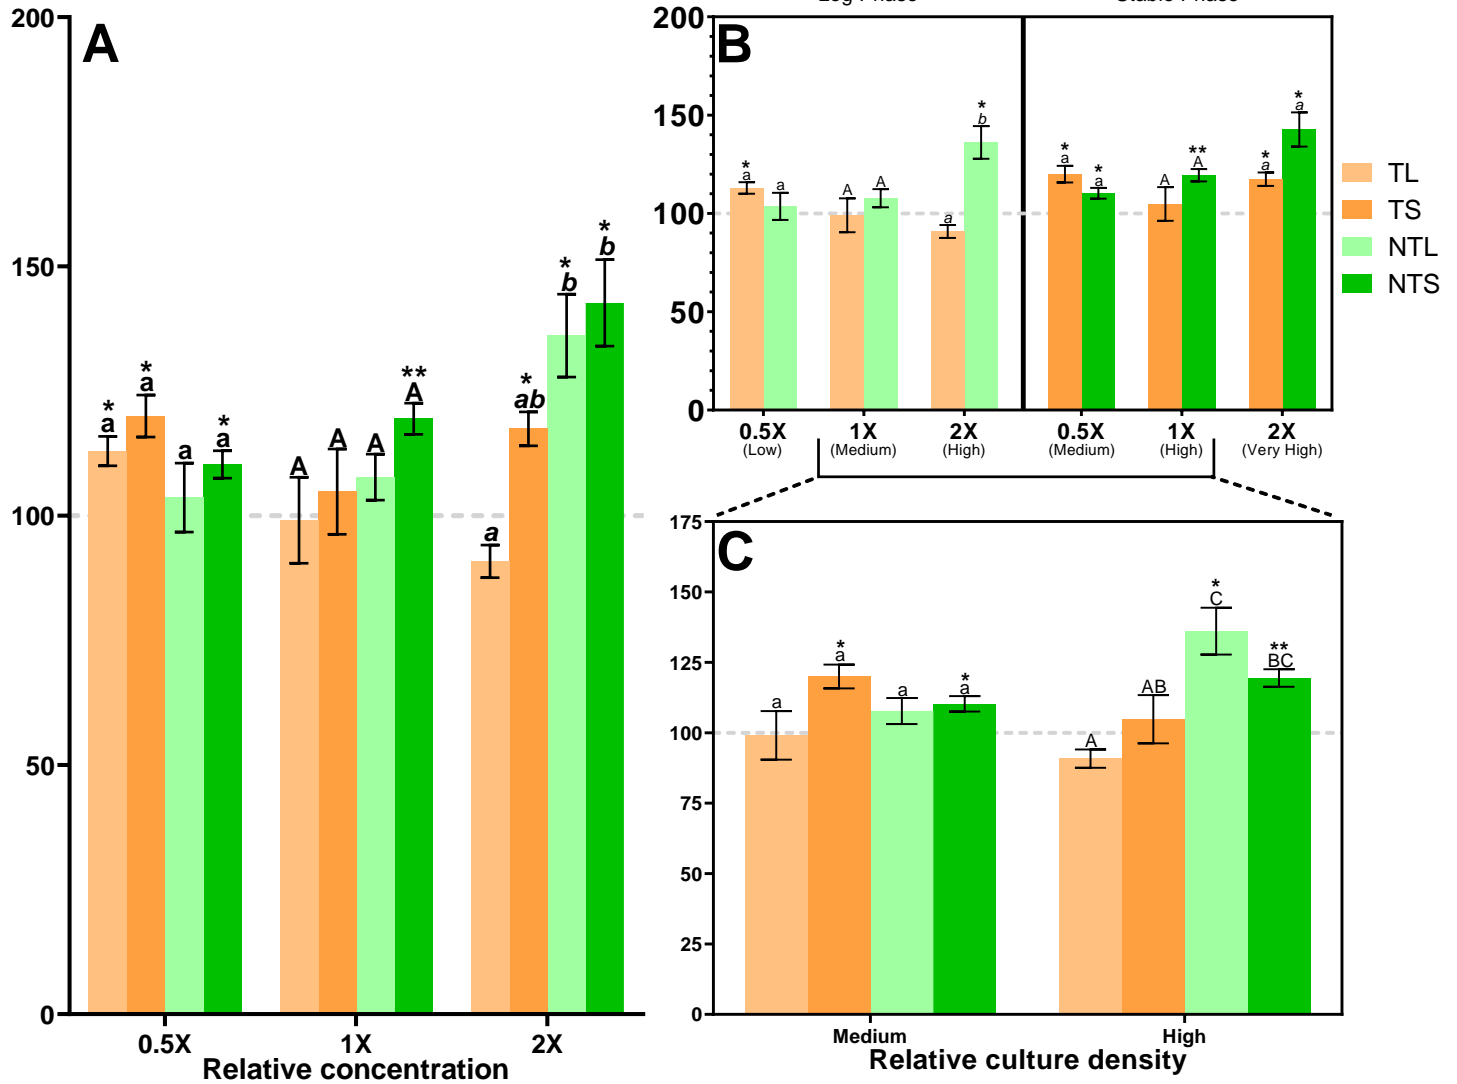 A
200
150
100
50
0
* a
* a
a
* a
A
A
A
** A
a
* ab
* b
* b
0.5X 1X 2X
Relative concentration
B
200
150
100
50
0
* a
a
A
A
a
* b
* a
* a
A
** A
* a
* a
0.5X 1X 2X 0.5X 1X 2X
(Low) (Medium) (High) (Medium) (High) (Very High)
TL
TS
NTL
NTS
C
175
150
125
100
75
50
25
0
a
* a
a
* a
A
AB
* C
** BC
Medium High
Relative culture density